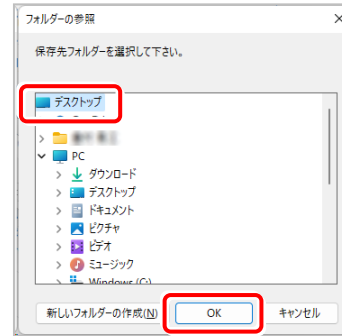 フォルダーの参照
保存先フォルダーを選択して下さい。
デスクトップ
PC
ダウンロード
デスクトップ
ドキュメント
ピクチャ
ビデオ
ミュージック
Windows (C:)
新しいフォルダーの作成(N)
OK
キャンセル